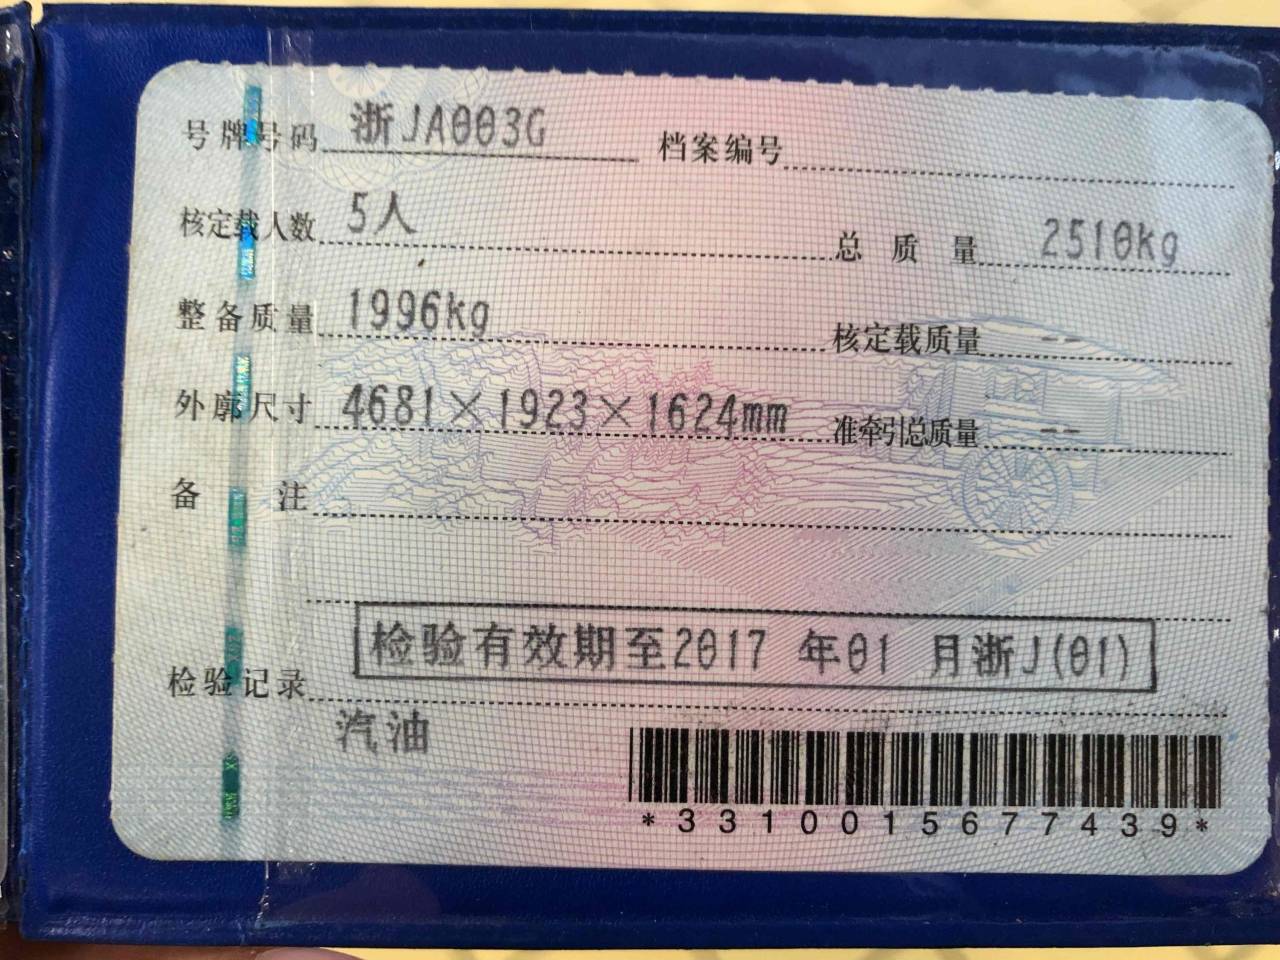 号牌号码 浙JA003G 档案编号
核定载人数 5人 总质量 2510kg
整备质量 1996kg 核定载质量 --
外廓尺寸 4681×1923×1624mm 准牵引总质量 --
备注
检验记录 检验有效期至2017 年01 月浙J(01)
汽油
*3310015677439*